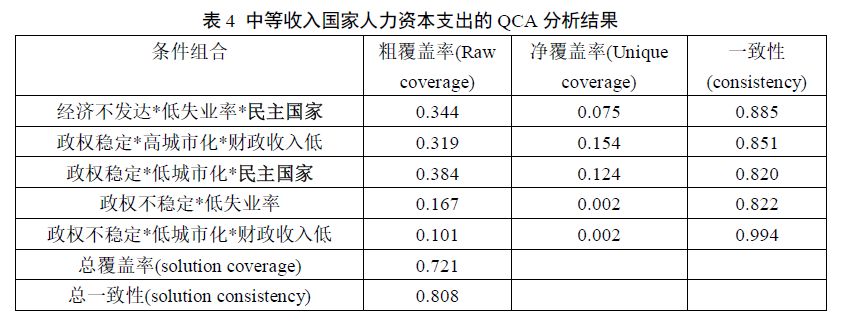 表 4 中等收入国家人力资本支出的 QCA 分析结果
条件组合 粗覆盖率(Raw coverage) 净覆盖率(Unique coverage) 一致性(consistency)
经济不发达*低失业率*民主国家 0.344 0.075 0.885
政权稳定*高城市化*财政收入低 0.319 0.154 0.851
政权稳定*低城市化*民主国家 0.384 0.124 0.820
政权不稳定*低失业率 0.167 0.002 0.822
政权不稳定*低城市化*财政收入低 0.101 0.002 0.994
总覆盖率(solution coverage) 0.721
总一致性(solution consistency) 0.808